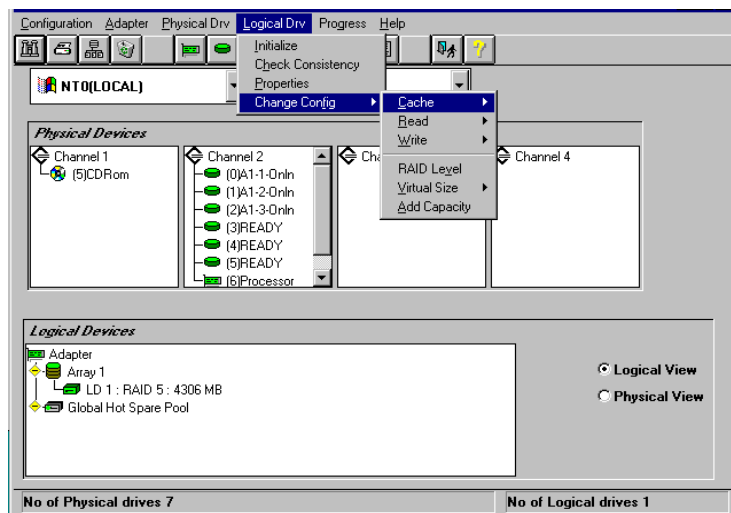 Configuration Adapter Physical Drv Logical Drv Progress Help
Initialize
Check Consistency
Properties
Change Config
Cache
Read
Write
RAID Level
Virtual Size
Add Capacity
NT0(LOCAL)
Physical Devices
Channel 1
(5)CDRom
Channel 2
(0)A1-1-Onln
(1)A1-2-Onln
(2)A1-3-Onln
(3)READY
(4)READY
(5)READY
(6)Processor
Channel 4
Logical Devices
Adapter
Array 1
LD 1 : RAID 5 : 4306 MB
Global Hot Spare Pool
Logical View
Physical View
No of Physical drives 7
No of Logical drives 1